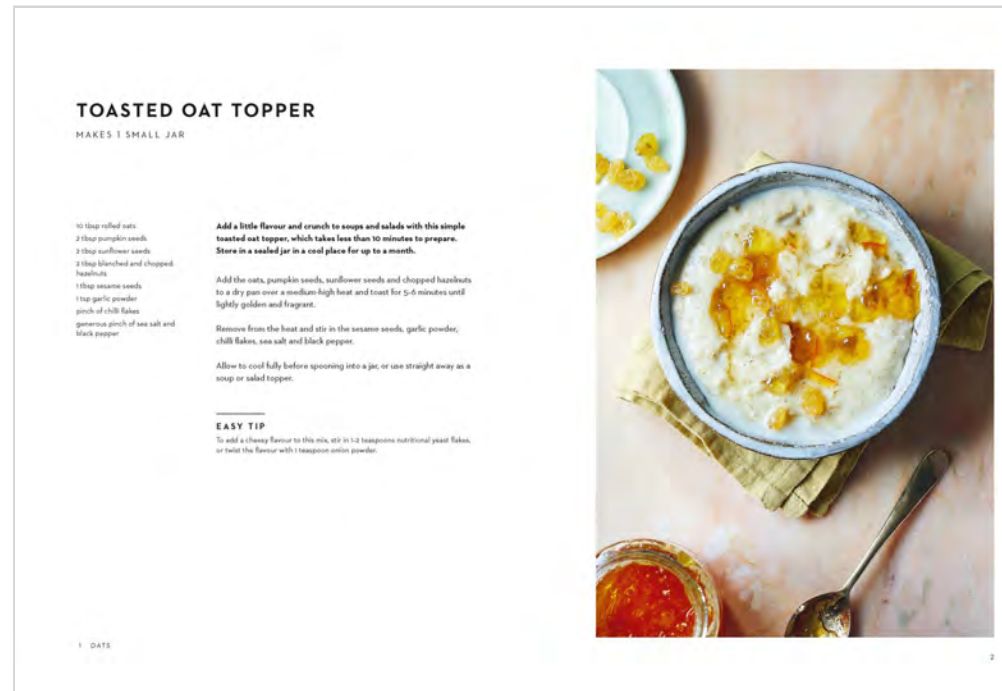 TOASTED OAT TOPPER
MAKES 1 SMALL JAR
10 tbsp rolled oats
2 tbsp pumpkin seeds
2 tbsp sunflower seeds
2 tbsp blanched and chopped
hazelnuts
1 tbsp sesame seeds
1 tsp garlic powder
pinch of chilli flakes
generous pinch of sea salt and
black pepper
Add a little flavour and crunch to soups and salads with this simple
toasted oat topper, which takes less than 10 minutes to prepare.
Store in a sealed jar in a cool place for up to a month.
Add the oats, pumpkin seeds, sunflower seeds and chopped hazelnuts
to a dry pan over a medium-high heat and toast for 5-6 minutes until
lightly golden and fragrant.
Remove from the heat and stir in the sesame seeds, garlic powder,
chilli flakes, sea salt and black pepper.
Allow to cool fully before spooning into a jar, or use straight away as a
soup or salad topper.
EASY TIP
To add a cheesy flavour to this mix, stir in 1-2 teaspoons nutritional yeast flakes,
or twist the flavour with 1 teaspoon onion powder.
1 OATS
2